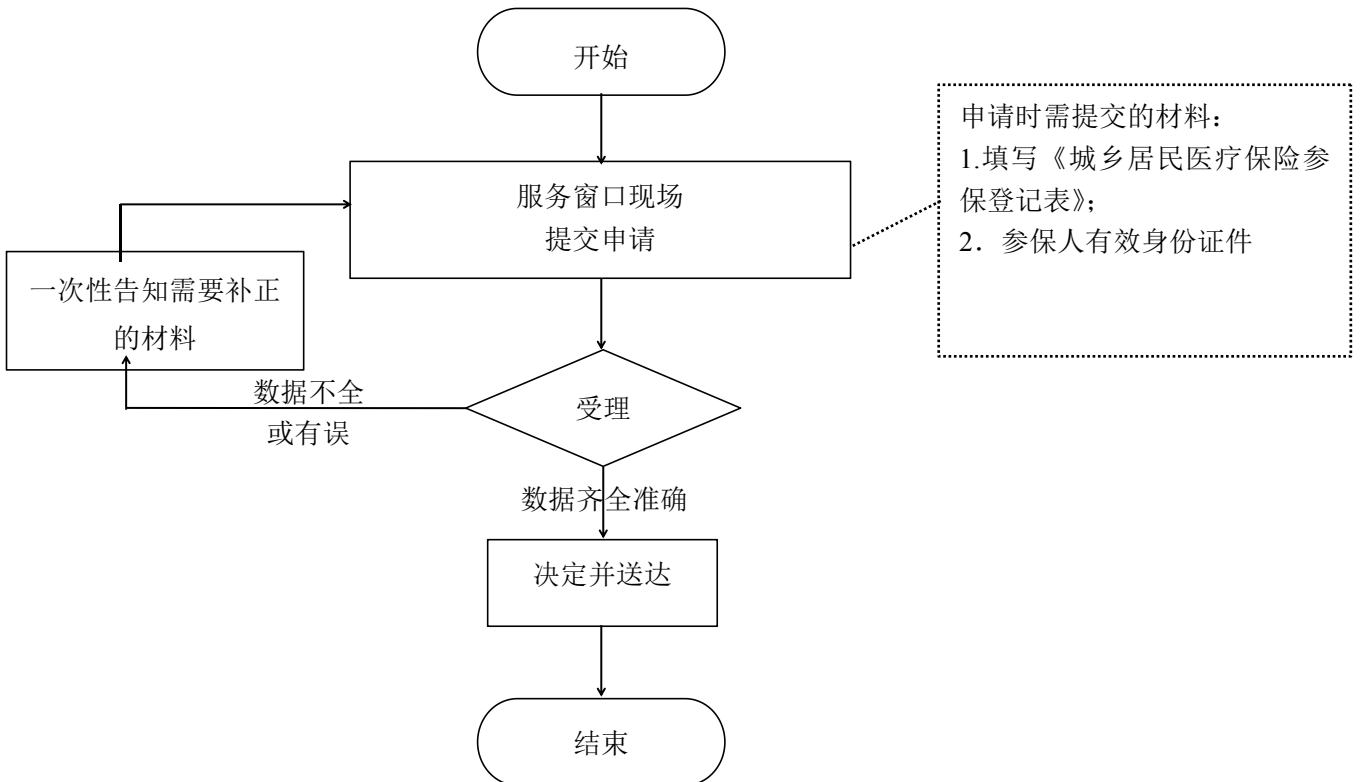 开始
申请时需提交的材料：
1.填写《城乡居民医疗保险参
保登记表》；
2．参保人有效身份证件
服务窗口现场
提交申请
一次性告知需要补正
的材料
数据不全
或有误
受理
数据齐全准确
决定并送达
结束